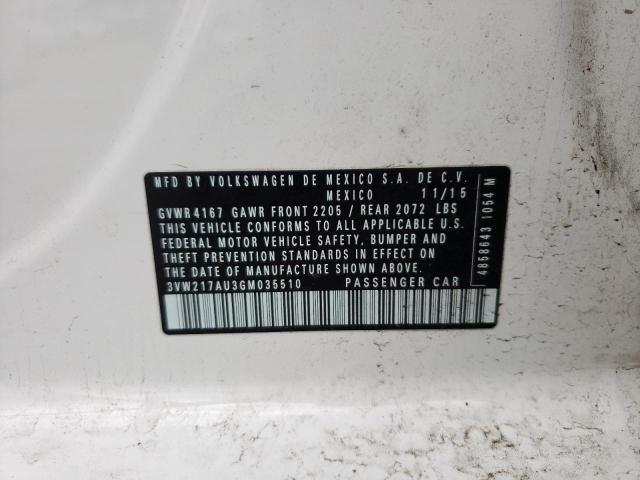 MFD BY VOLKSWAGEN DE MEXICO S.A. DE C.V.
MEXICO 11/15
GVWR 4167 GAWR FRONT 2205 / REAR 2072 LBS
THIS VEHICLE CONFORMS TO ALL APPLICABLE U.S.
FEDERAL MOTOR VEHICLE SAFETY, BUMPER AND
THEFT PREVENTION STANDARDS IN EFFECT ON THE
DATE OF MANUFACTURE SHOWN ABOVE.
3VW217AU3GM035510 PASSENGER CAR
4858643 1054 M